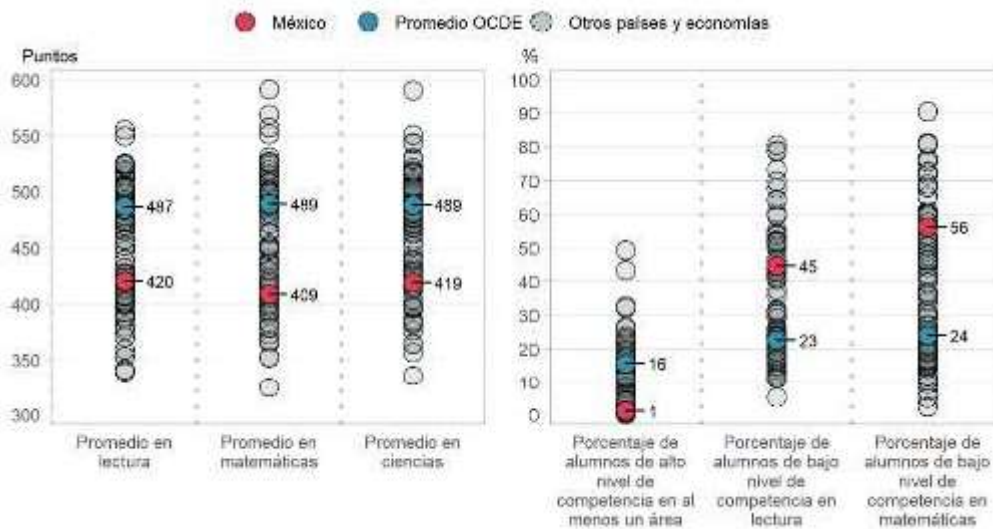 México Promedio OCDE Otros países y economías
Puntos
600
550
500
450
400
350
300
487
420
489
409
489
419
Promedio en
lectura
Promedio en
matemáticas
Promedio en
ciencias
%
100
90
80
70
60
50
40
30
20
10
0
16
1
45
23
56
24
Porcentaje de
alumnos de alto
nivel de
competencia en al
menos un área
Porcentaje de
alumnos de bajo
nivel de
competencia en
lectura
Porcentaje de
alumnos de bajo
nivel de
competencia en
matemáticas